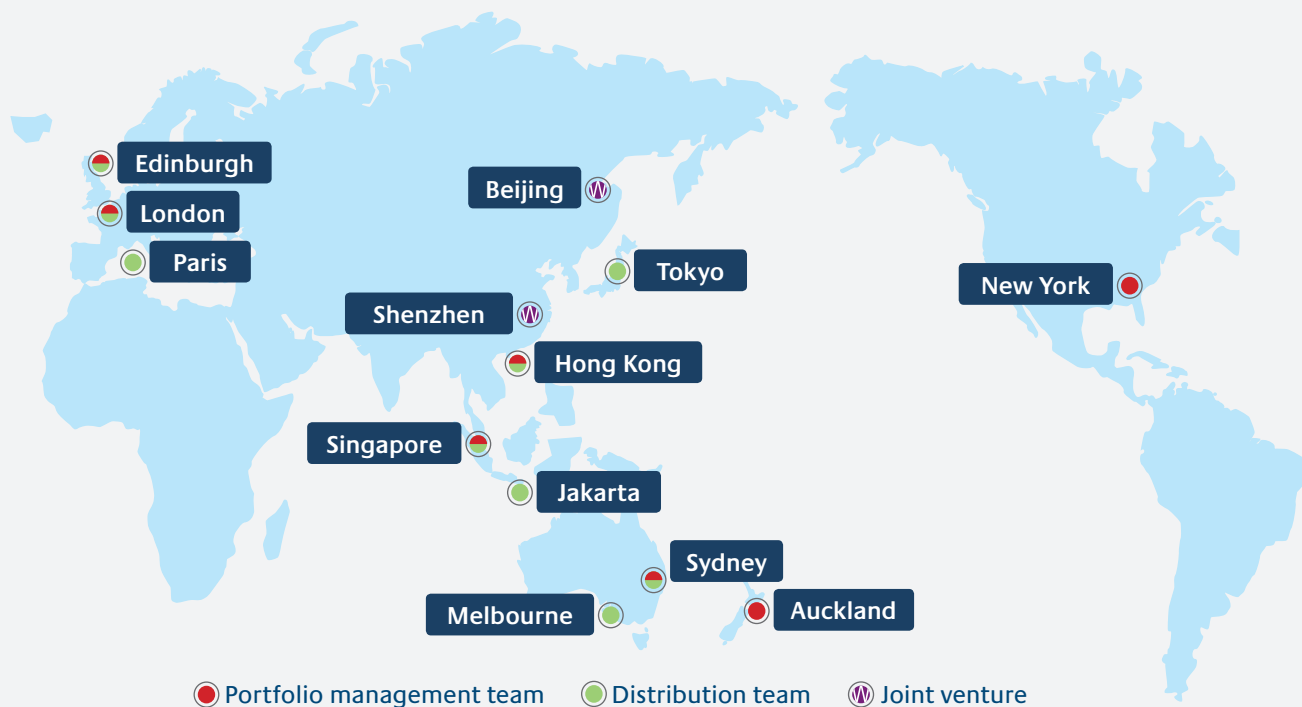 Edinburgh
Beijing
London
Paris
Tokyo
New York
Shenzhen
Hong Kong
Singapore
Jakarta
Sydney
Melbourne
Auckland
Portfolio management team Distribution team Joint venture